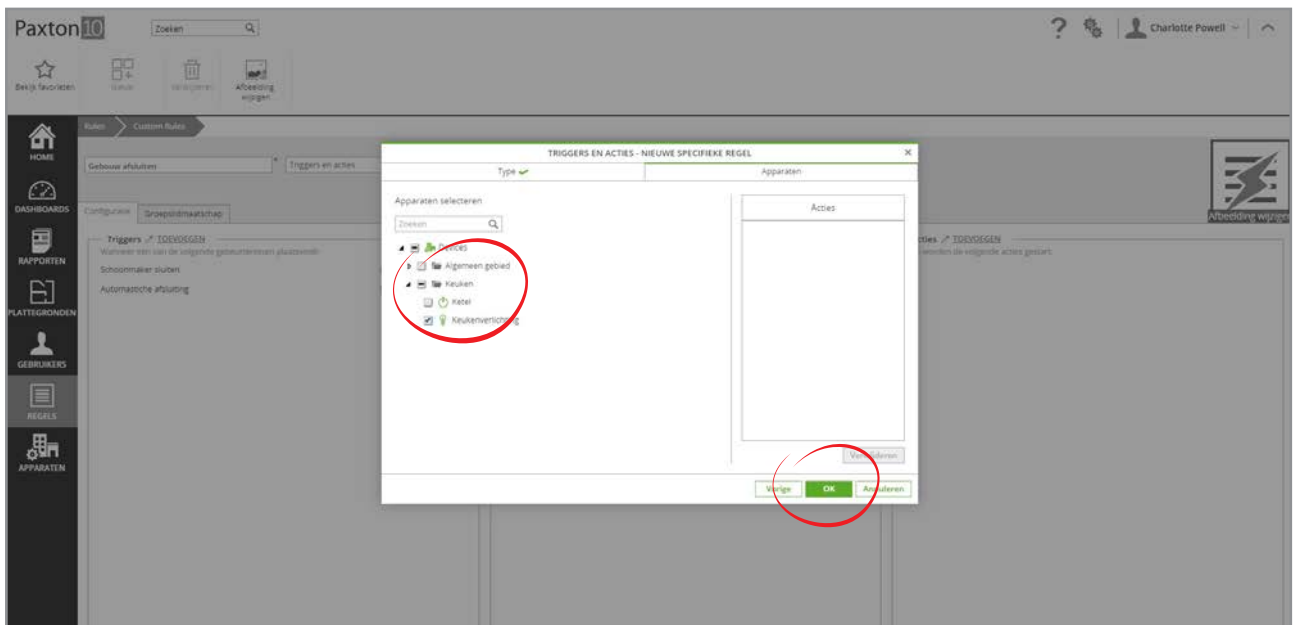 Paxton10
Zoeken
Charlotte Powell
Bekijk favorieten
Nieuw
Verwijderen
Afbeelding
wijzigen
Rules
Custom Rules
HOME
DASHBOARDS
RAPPORTEN
PLATTEGRONDEN
GEBRUIKERS
REGELS
APPARATEN
Gebouw afsluiten *
Triggers en acties
Configuratie
Groepslidmaatschap
Triggers TOEVOEGEN
Wanneer een van de volgende gebeurtenissen plaatsvindt:
Schoonmaker sluiten
Automastiche afsluiting
TRIGGERS EN ACTIES - NIEUWE SPECIFIEKE REGEL
Type
Apparaten
Apparaten selecteren
Zoeken
Devices
Algemeen gebied
Keuken
Ketel
Keukenverlichting
Acties
Verwijderen
Vorige
OK
Annuleren
cties TOEVOEGEN
worden de volgende acties gestart:
Afbeelding wijzigen